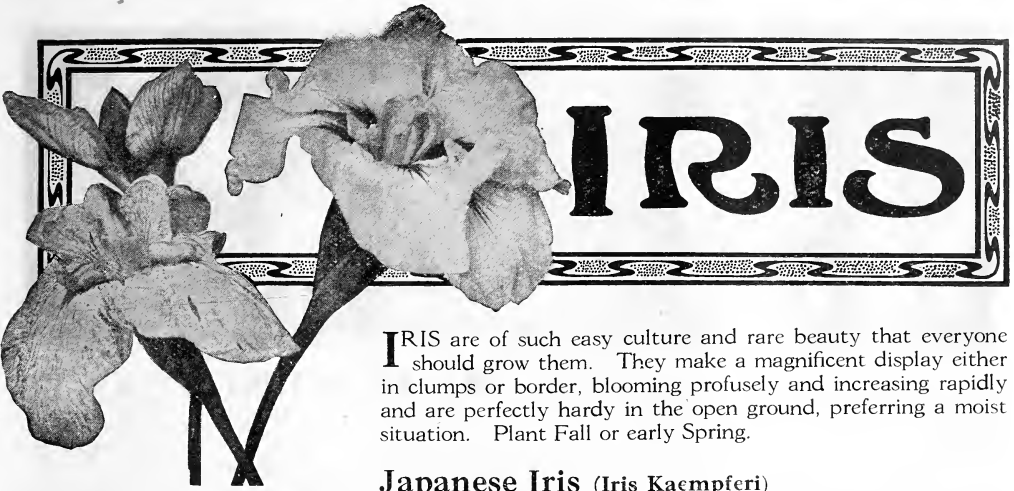 IRIS
IRIS are of such easy culture and rare beauty that everyone
should grow them. They make a magnificent display either
in clumps or border, blooming profusely and increasing rapidly
and are perfectly hardy in the open ground, preferring a moist
situation. Plant Fall or early Spring.
Japanese Iris (Iris Kaempferi)